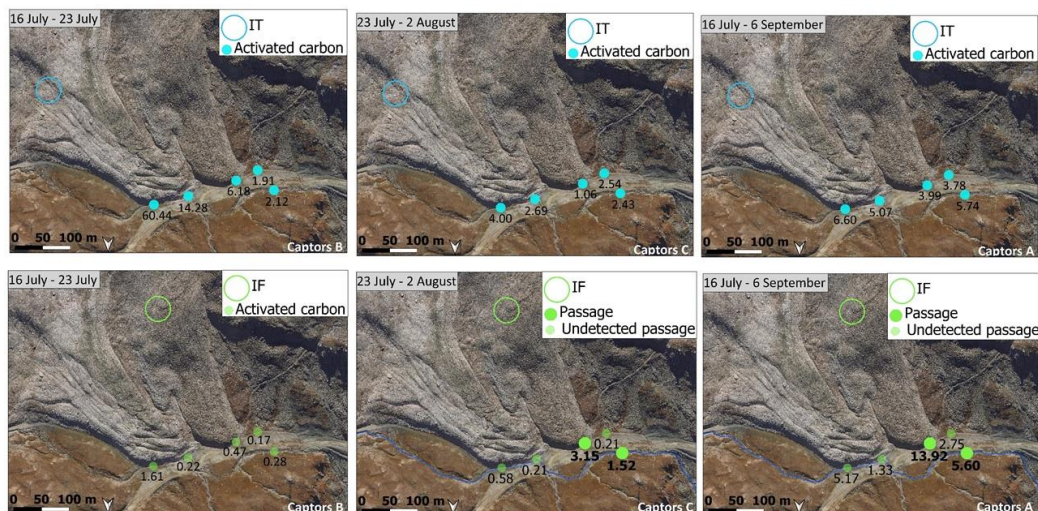 16 July - 23 July
IT
Activated carbon
1.91
6.18
2.12
14.28
60.44
0 50 100 m
Captors B
23 July - 2 August
IT
Activated carbon
2.54
1.06
2.43
2.69
4.00
0 50 100 m
Captors C
16 July - 6 September
IT
Activated carbon
3.78
3.99
5.74
5.07
6.60
0 50 100 m
Captors A
16 July - 23 July
IF
Activated carbon
0.17
0.47
0.28
0.22
1.61
0 50 100 m
Captors B
23 July - 2 August
IF
Passage
Undetected passage
0.21
3.15
1.52
0.21
0.58
0 50 100 m
Captors C
16 July - 6 September
IF
Passage
Undetected passage
2.75
13.92
5.60
1.33
5.17
0 50 100 m
Captors A